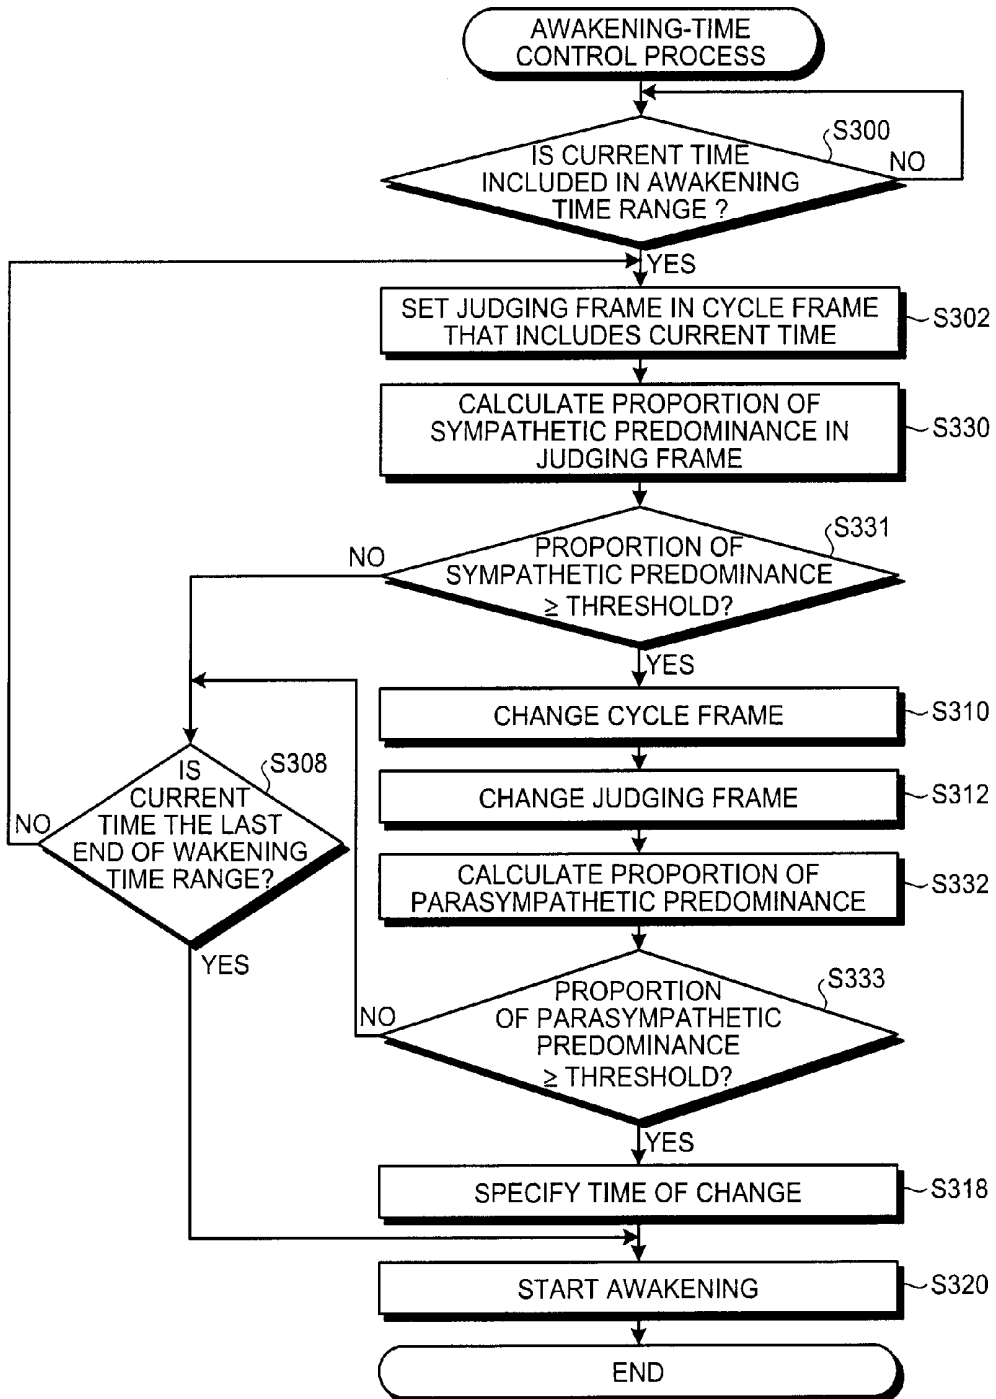 AWAKENING-TIME
CONTROL PROCESS
S300
IS CURRENT TIME
INCLUDED IN AWAKENING
TIME RANGE ?
NO
YES
SET JUDGING FRAME IN CYCLE FRAME
THAT INCLUDES CURRENT TIME
S302
CALCULATE PROPORTION OF
SYMPATHETIC PREDOMINANCE IN
JUDGING FRAME
S330
S331
NO
PROPORTION OF
SYMPATHETIC PREDOMINANCE
≥ THRESHOLD?
YES
CHANGE CYCLE FRAME
S310
CHANGE JUDGING FRAME
S312
CALCULATE PROPORTION OF
PARASYMPATHETIC PREDOMINANCE
S332
S308
IS
CURRENT
TIME THE LAST
END OF WAKENING
TIME RANGE?
NO
YES
S333
NO
PROPORTION
OF PARASYMPATHETIC
PREDOMINANCE
≥ THRESHOLD?
YES
SPECIFY TIME OF CHANGE
S318
START AWAKENING
S320
END